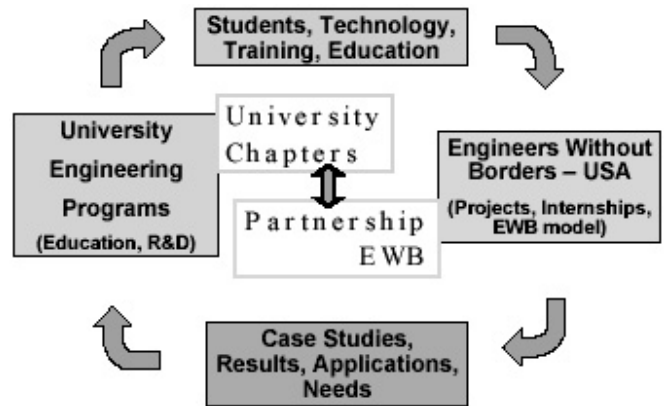 Students, Technology,
Training, Education
University
Engineering
Programs
(Education, R&D)
University
Chapters
Partnership
EWB
Engineers Without
Borders – USA
(Projects, Internships,
EWB model)
Case Studies,
Results, Applications,
Needs